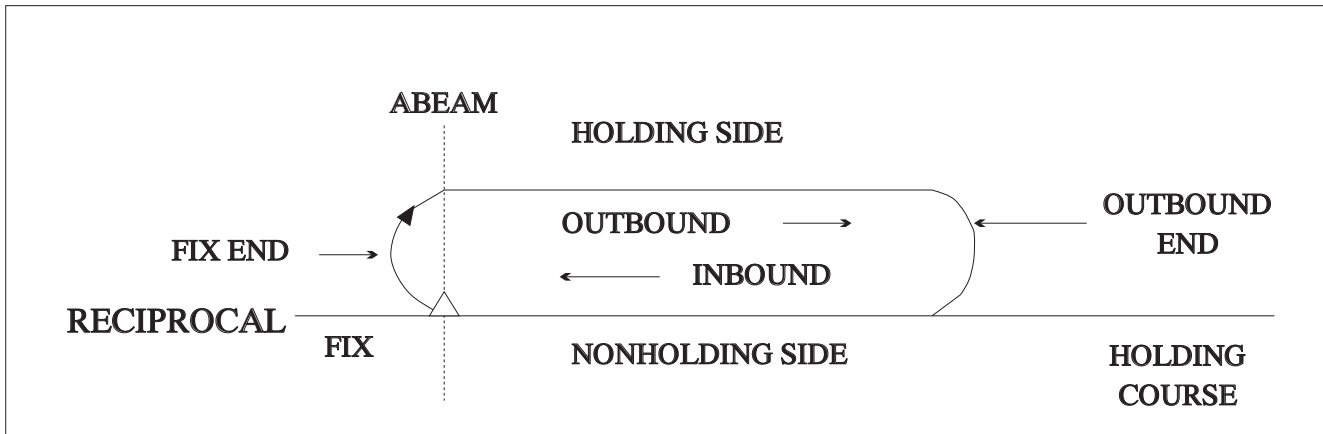 ABEAM
HOLDING SIDE
OUTBOUND
OUTBOUND
END
FIX END
INBOUND
RECIPROCAL
FIX
NONHOLDING SIDE
HOLDING
COURSE